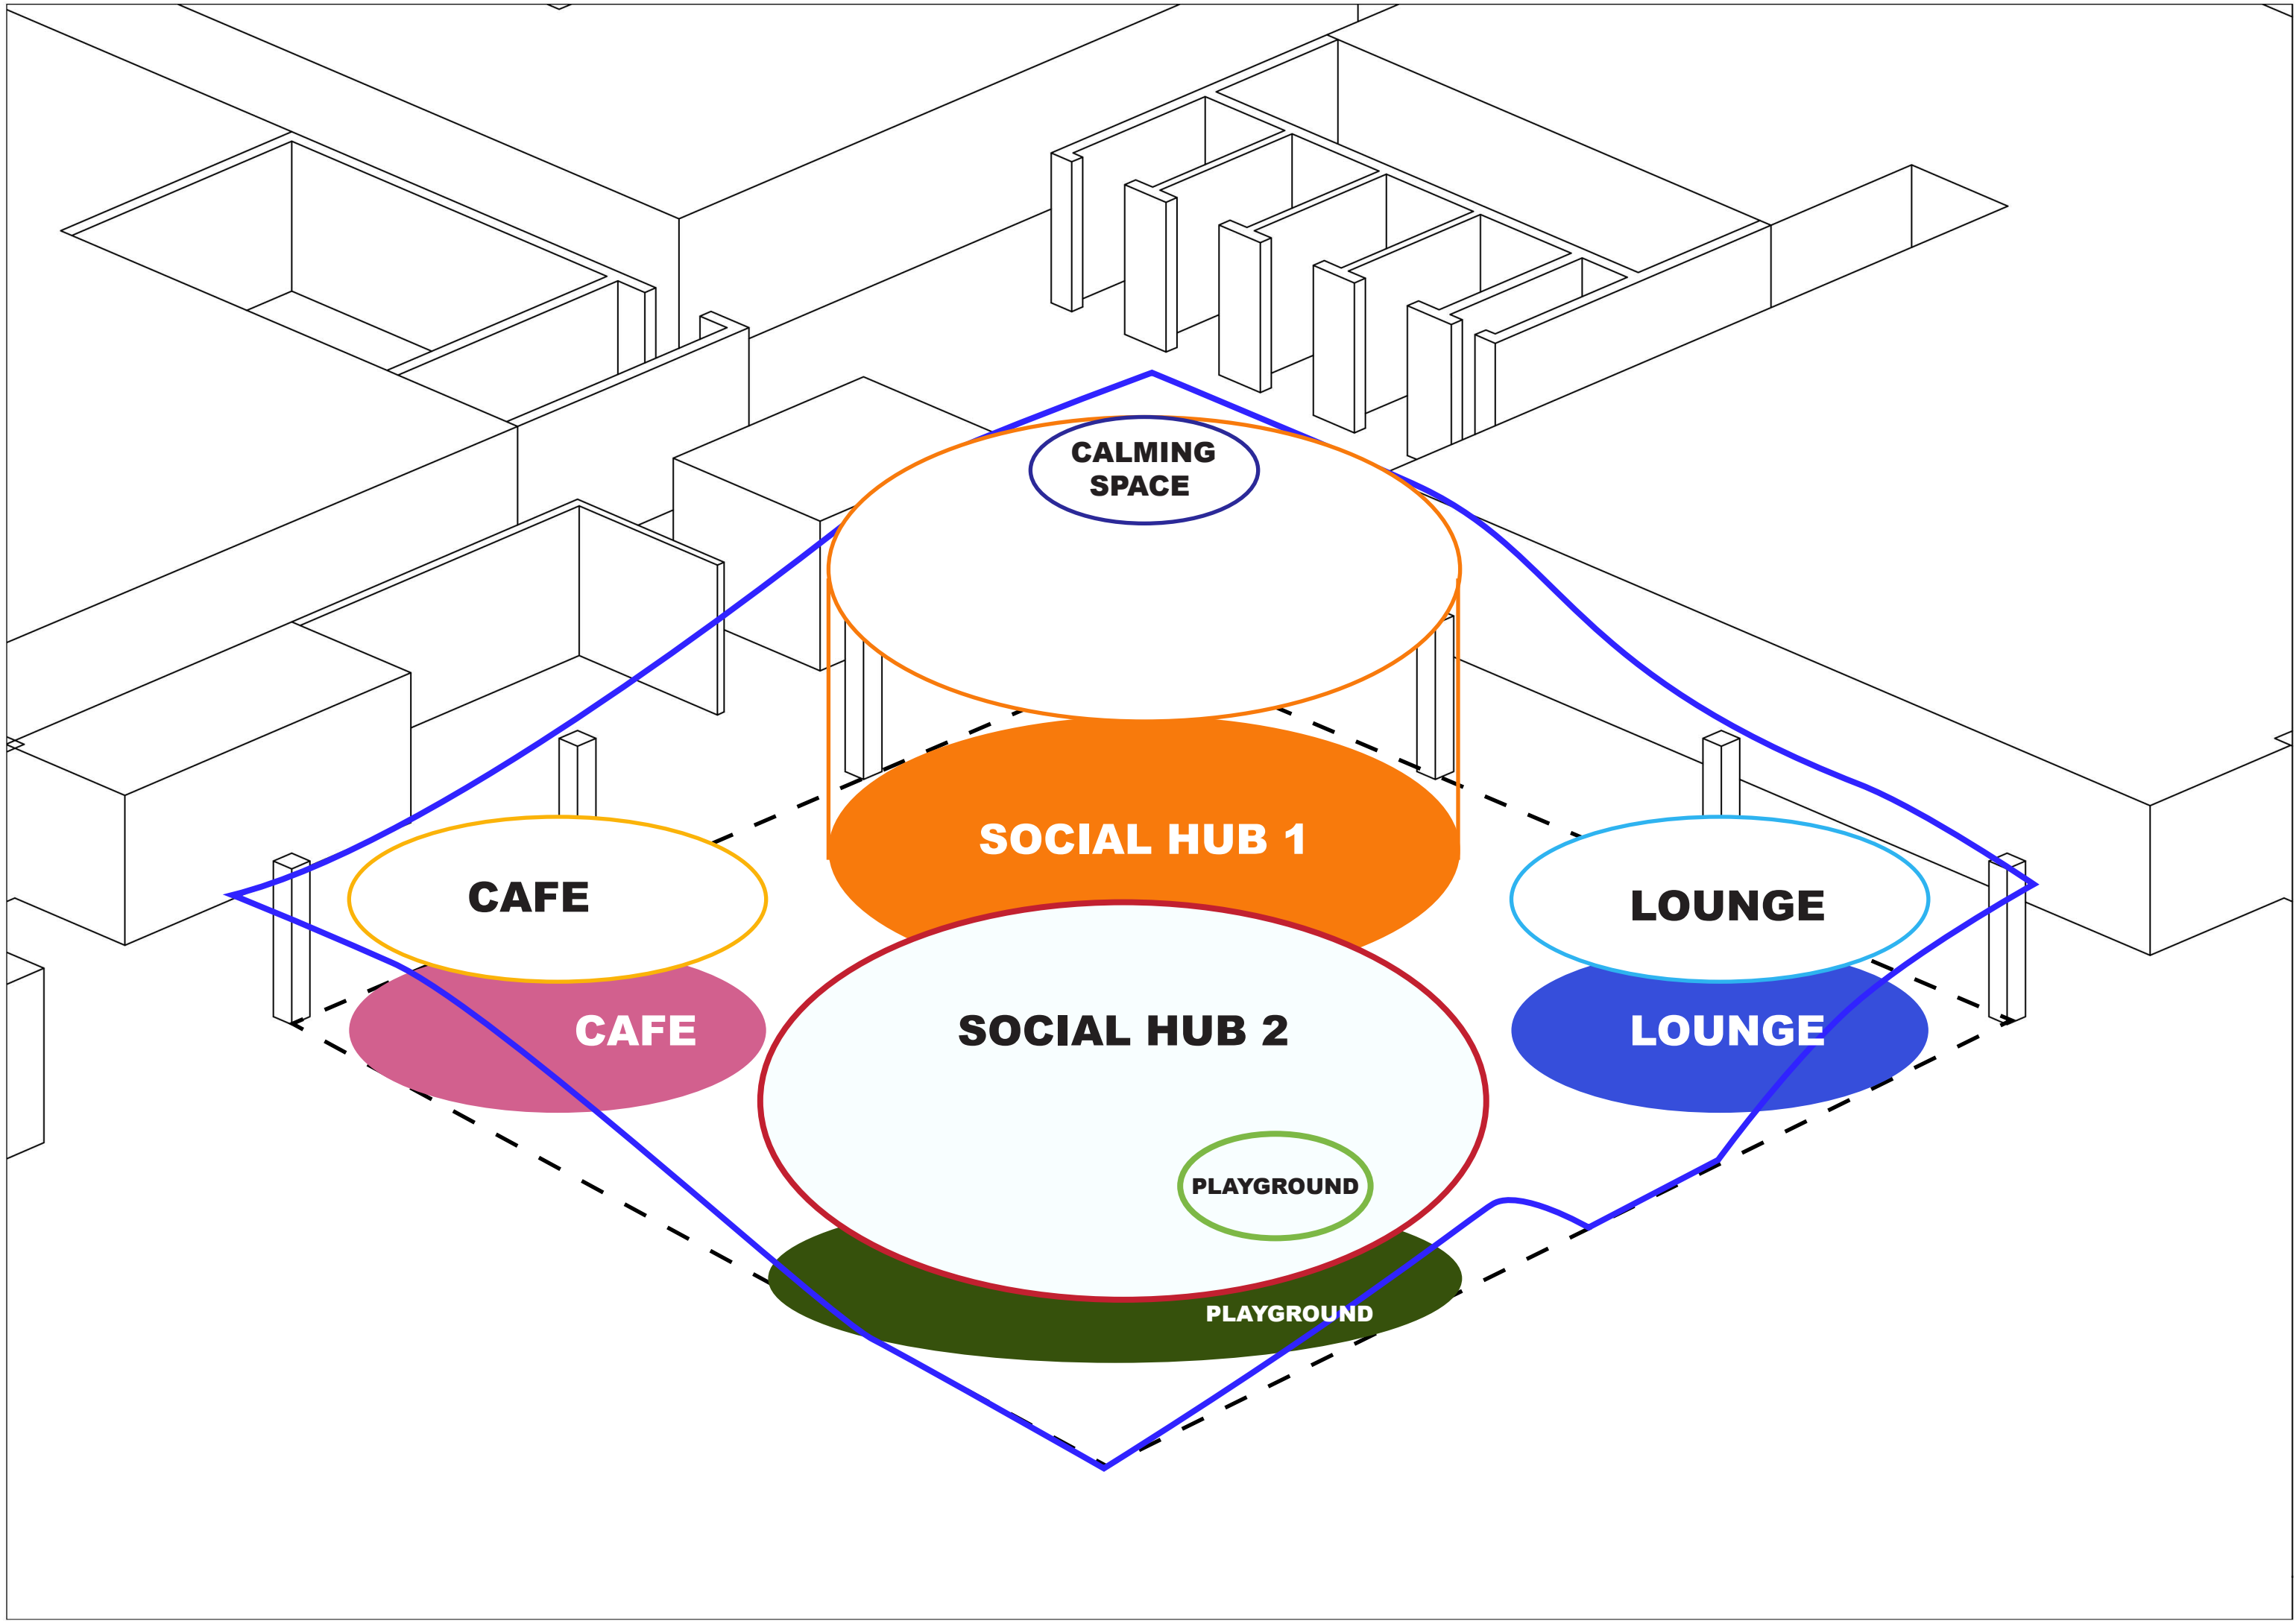 CALMING
SPACE
SOCIAL HUB 1
CAFE
LOUNGE
CAFE
SOCIAL HUB 2
LOUNGE
PLAYGROUND
PLAYGROUND